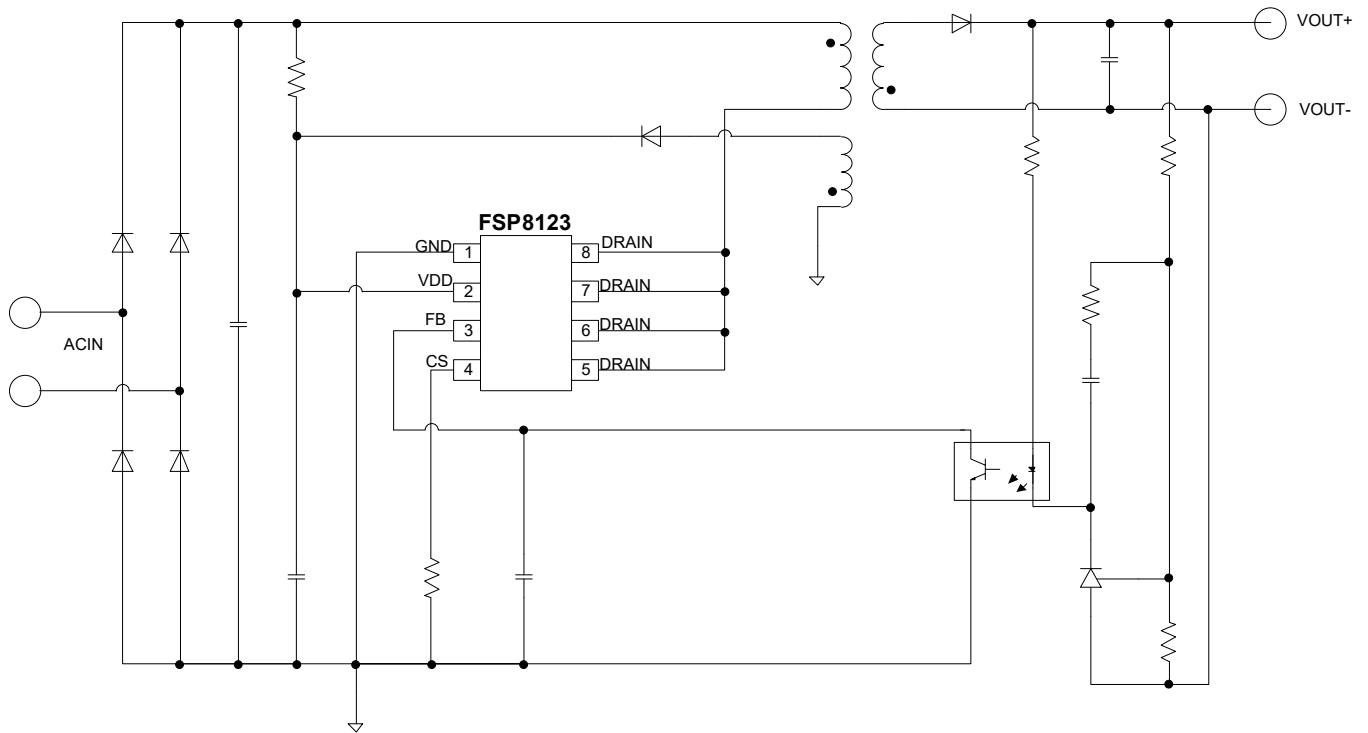 VOUT+
VOUT-
FSP8123
GND 1 8 DRAIN
VDD 2 7 DRAIN
FB 3 6 DRAIN
CS 4 5 DRAIN
ACIN